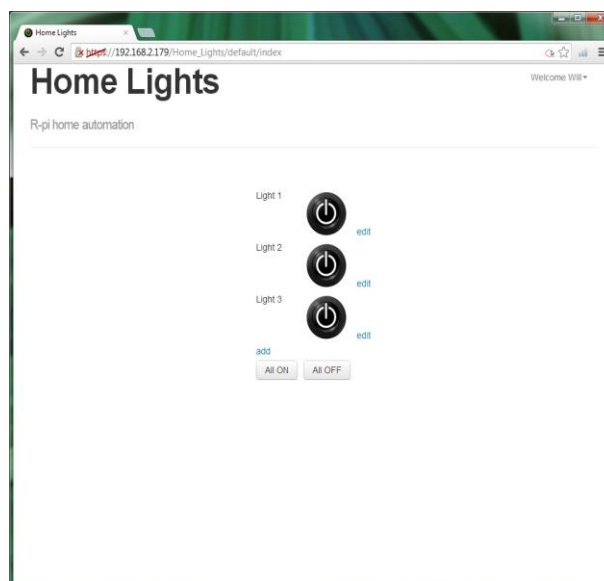 Home Lights
https://192.168.2.179/Home_Lights/default/index
Home Lights
Welcome Will
R-pi home automation
Light 1
edit
Light 2
edit
Light 3
edit
add
All ON
All OFF